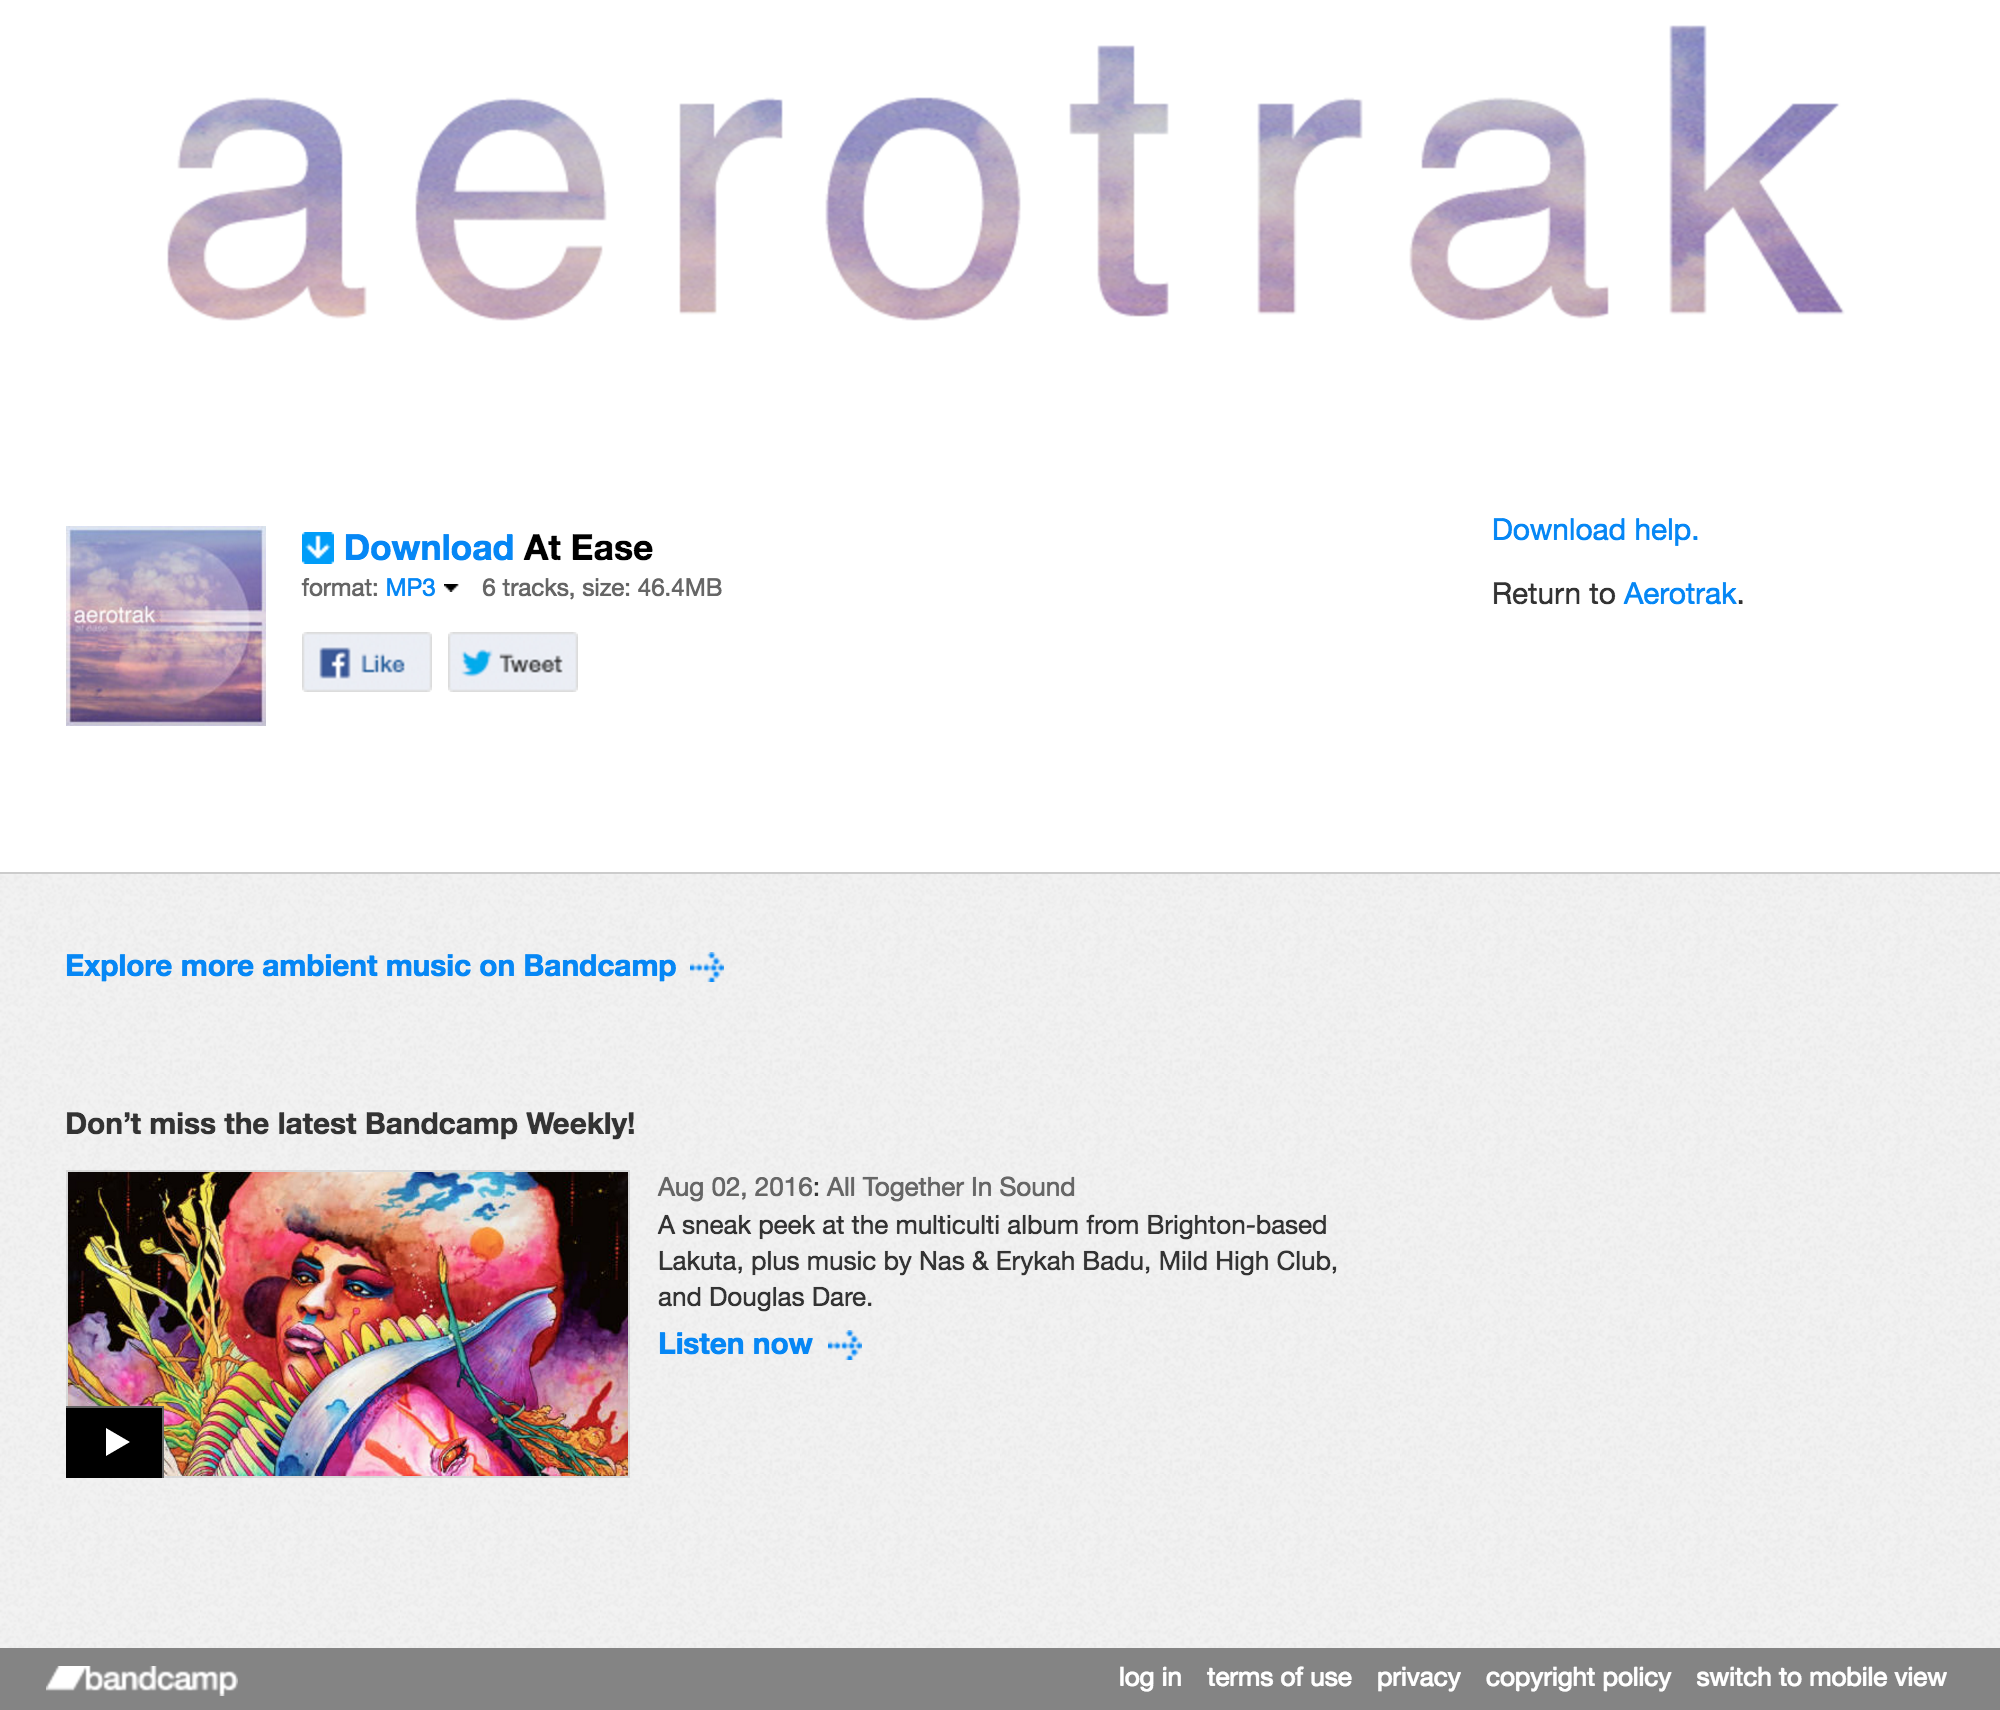 aerotrak
Download At Ease
format: MP3 6 tracks, size: 46.4MB
Like Tweet
aerotrak
at ease
Download help.
Return to Aerotrak.
Explore more ambient music on Bandcamp
Don’t miss the latest Bandcamp Weekly!
Aug 02, 2016: All Together In Sound
A sneak peek at the multiculti album from Brighton-based
Lakuta, plus music by Nas & Erykah Badu, Mild High Club,
and Douglas Dare.
Listen now
bandcamp
log in terms of use privacy copyright policy switch to mobile view